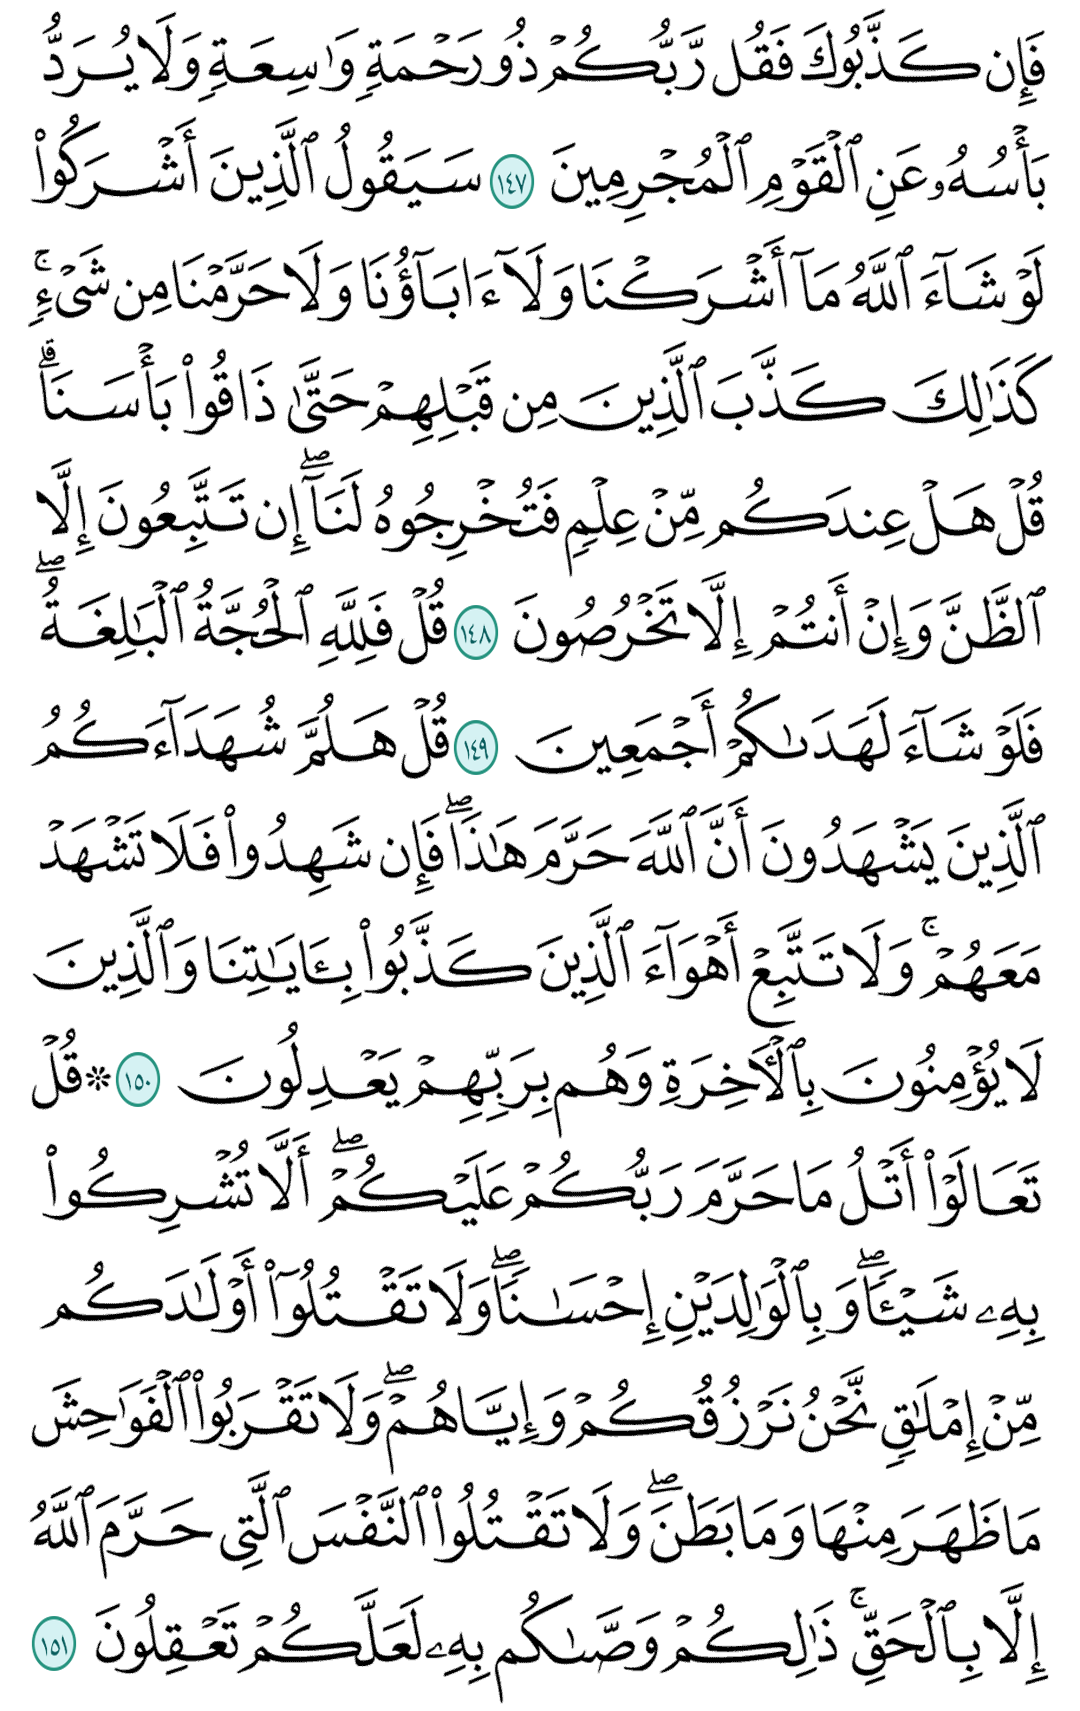 فَإِن كَذَّبُوكَ فَقُل رَّبُّكُمۡ ذُو رَحۡمَةٖ وَٰسِعَةٖ وَلَا يُرَدُّ
بَأۡسُهُۥ عَنِ ٱلۡقَوۡمِ ٱلۡمُجۡرِمِينَ ١٤٧ سَيَقُولُ ٱلَّذِينَ أَشۡرَكُواْ
لَوۡ شَآءَ ٱللَّهُ مَآ أَشۡرَكۡنَا وَلَآ ءَابَآؤُنَا وَلَا حَرَّمۡنَا مِن شَيۡءٖۚ
كَذَٰلِكَ كَذَّبَ ٱلَّذِينَ مِن قَبۡلِهِمۡ حَتَّىٰ ذَاقُواْ بَأۡسَنَاۗ
قُلۡ هَلۡ عِندَكُم مِّنۡ عِلۡمٖ فَتُخۡرِجُوهُ لَنَآۖ إِن تَتَّبِعُونَ إِلَّا
ٱلظَّنَّ وَإِنۡ أَنتُمۡ إِلَّا تَخۡرُصُونَ ١٤٨ قُلۡ فَلِلَّهِ ٱلۡحُجَّةُ ٱلۡبَٰلِغَةُۖ
فَلَوۡ شَآءَ لَهَدَىٰكُمۡ أَجۡمَعِينَ ١٤٩ قُلۡ هَلُمَّ شُهَدَآءَكُمُ
ٱلَّذِينَ يَشۡهَدُونَ أَنَّ ٱللَّهَ حَرَّمَ هَٰذَاۖ فَإِن شَهِدُواْ فَلَا تَشۡهَدۡ
مَعَهُمۡۚ وَلَا تَتَّبِعۡ أَهۡوَآءَ ٱلَّذِينَ كَذَّبُواْ بِـَٔايَٰتِنَا وَٱلَّذِينَ
لَا يُؤۡمِنُونَ بِٱلۡأٓخِرَةِ وَهُم بِرَبِّهِمۡ يَعۡدِلُونَ ١٥٠ ۞ قُلۡ
تَعَالَوۡاْ أَتۡلُ مَا حَرَّمَ رَبُّكُمۡ عَلَيۡكُمۡۖ أَلَّا تُشۡرِكُواْ
بِهِۦ شَيۡـٔٗاۖ وَبِٱلۡوَٰلِدَيۡنِ إِحۡسَٰنٗاۖ وَلَا تَقۡتُلُوٓاْ أَوۡلَٰدَكُم
مِّنۡ إِمۡلَٰقٖ نَّحۡنُ نَرۡزُقُكُمۡ وَإِيَّاهُمۡۖ وَلَا تَقۡرَبُواْ ٱلۡفَوَٰحِشَ
مَا ظَهَرَ مِنۡهَا وَمَا بَطَنَۖ وَلَا تَقۡتُلُواْ ٱلنَّفۡسَ ٱلَّتِي حَرَّمَ ٱللَّهُ
إِلَّا بِٱلۡحَقِّۚ ذَٰلِكُمۡ وَصَّىٰكُم بِهِۦ لَعَلَّكُمۡ تَعۡقِلُونَ ١٥١